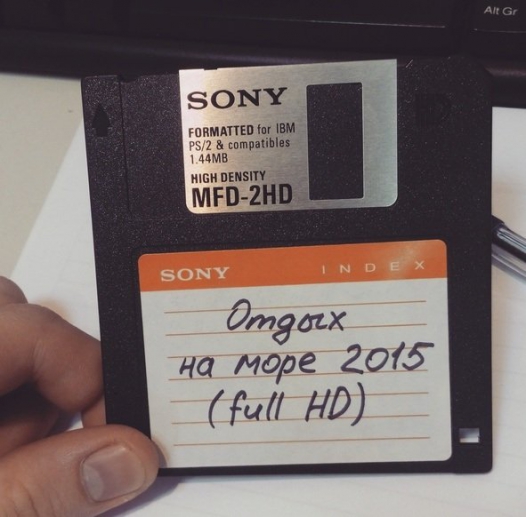 Alt Gr
SONY
FORMATTED for IBM
PS/2 & compatibles
1.44MB
HIGH DENSITY
MFD-2HD
SONY INDEX
Отдых
на море 2015
(full HD)